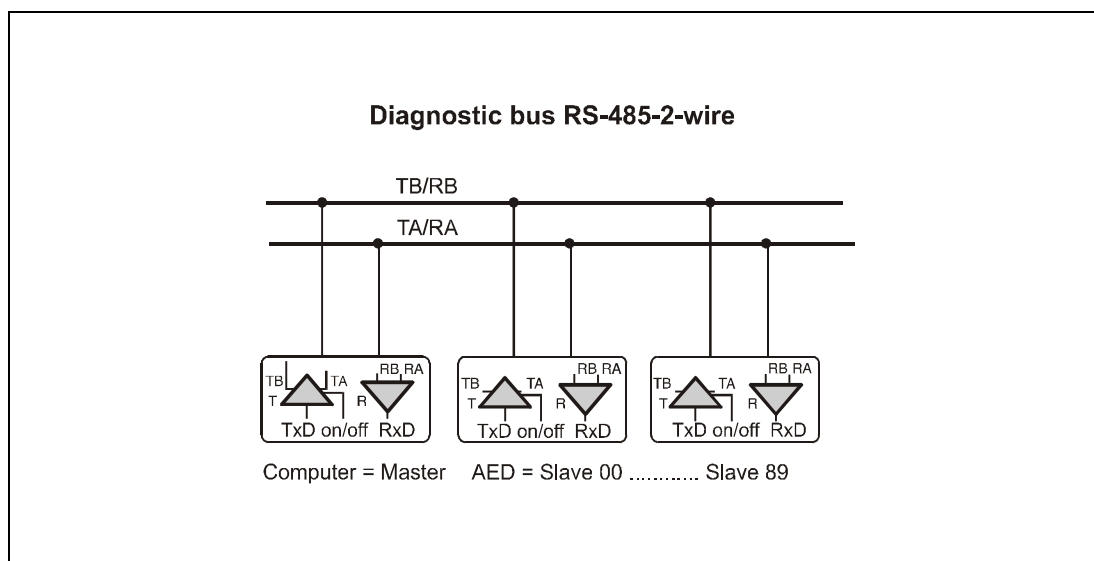 Diagnostic bus RS-485-2-wire
TB/RB
TA/RA
TB TA RB RA TB TA RB RA TB TA RB RA
T R T R T R
TxD on/off RxD TxD on/off RxD TxD on/off RxD
Computer = Master AED = Slave 00 ............ Slave 89